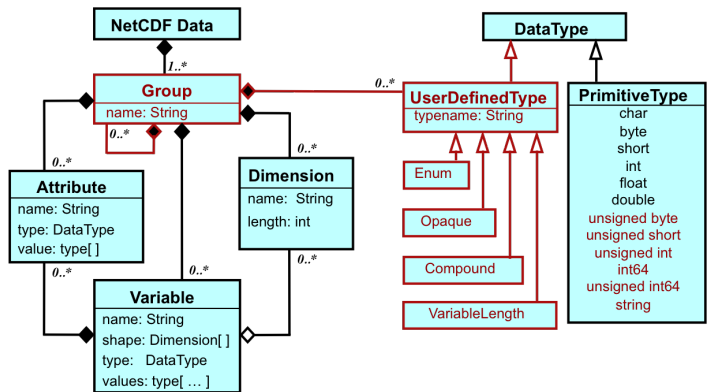 NetCDF Data
1..*
Group
name: String
0..*
0..*
Attribute
name: String
type: DataType
value: type[ ]
0..*
0..*
0..*
Dimension
name: String
length: int
0..*
0..*
Variable
name: String
shape: Dimension[ ]
type: DataType
values: type[ … ]
DataType
0..*
UserDefinedType
typename: String
Enum
Opaque
Compound
VariableLength
PrimitiveType
char
byte
short
int
float
double
unsigned byte
unsigned short
unsigned int
int64
unsigned int64
string